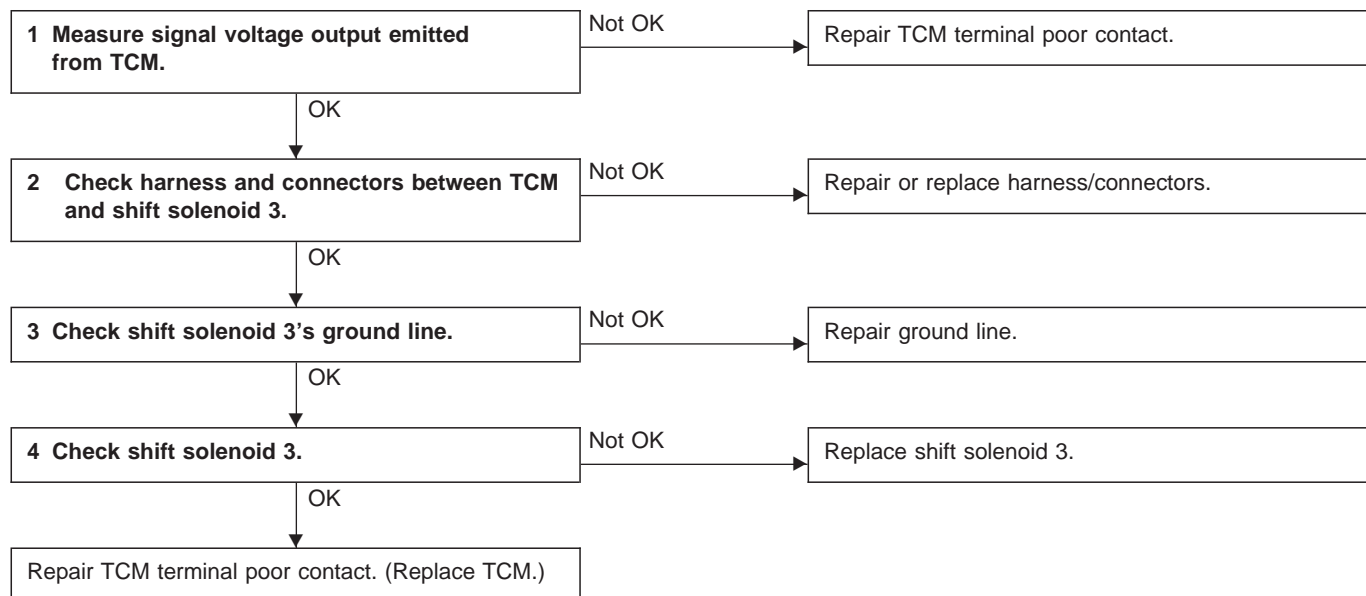 1 Measure signal voltage output emitted
from TCM.
Not OK
Repair TCM terminal poor contact.
OK
2 Check harness and connectors between TCM
and shift solenoid 3.
Not OK
Repair or replace harness/connectors.
OK
3 Check shift solenoid 3's ground line.
Not OK
Repair ground line.
OK
4 Check shift solenoid 3.
Not OK
Replace shift solenoid 3.
OK
Repair TCM terminal poor contact. (Replace TCM.)